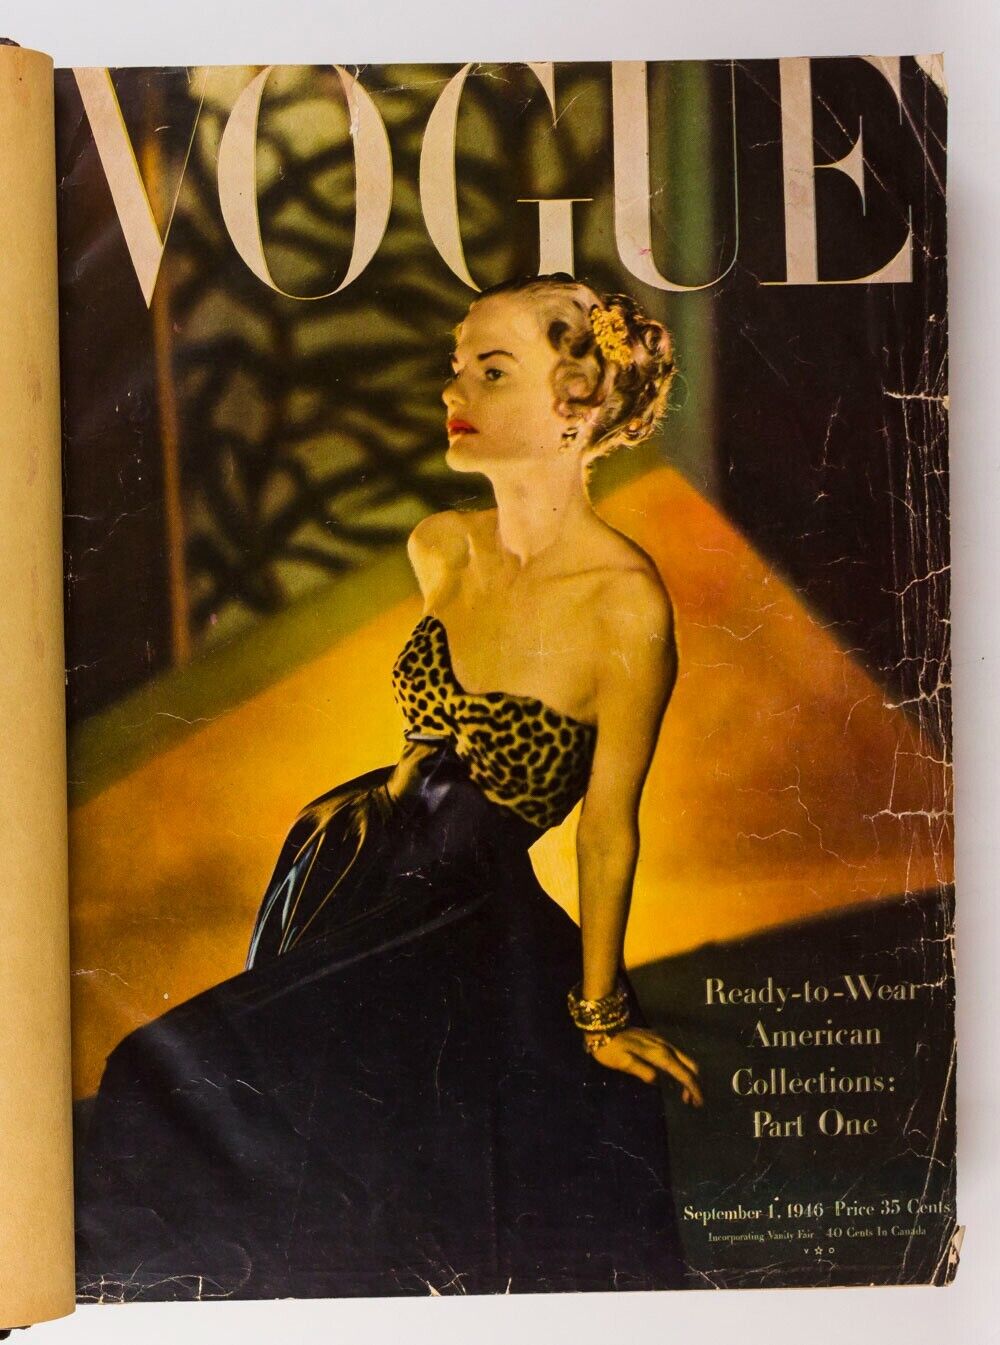 VOGUE
Ready-to-Wear
American
Collections:
Part One
September 1, 1946 Price 35 Cents
Incorporating Vanity Fair 40 Cents In Canada
V ☆ O